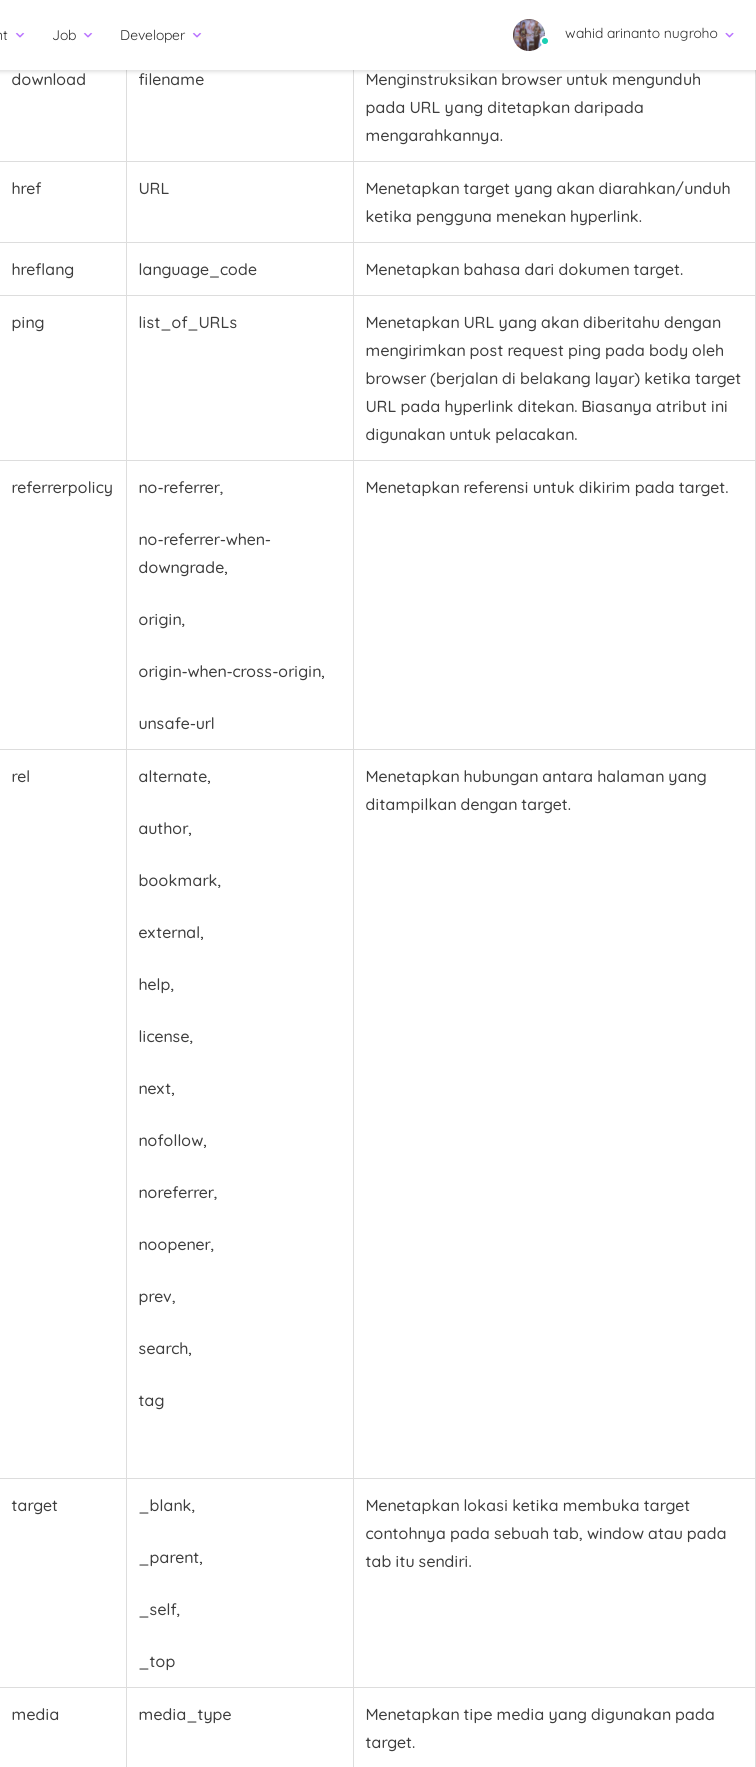 nt Job Developer wahid arinanto nugroho
download filename Menginstruksikan browser untuk mengunduh
pada URL yang ditetapkan daripada
mengarahkannya.
href URL Menetapkan target yang akan diarahkan/unduh
ketika pengguna menekan hyperlink.
hreflang language_code Menetapkan bahasa dari dokumen target.
ping list_of_URLs Menetapkan URL yang akan diberitahu dengan
mengirimkan post request ping pada body oleh
browser (berjalan di belakang layar) ketika target
URL pada hyperlink ditekan. Biasanya atribut ini
digunakan untuk pelacakan.
referrerpolicy no-referrer, Menetapkan referensi untuk dikirim pada target.
no-referrer-when-
downgrade,
origin,
origin-when-cross-origin,
unsafe-url
rel alternate, Menetapkan hubungan antara halaman yang
ditampilkan dengan target.
author,
bookmark,
external,
help,
license,
next,
nofollow,
noreferrer,
noopener,
prev,
search,
tag
target _blank, Menetapkan lokasi ketika membuka target
contohnya pada sebuah tab, window atau pada
_parent,
tab itu sendiri.
_self,
_top
media media_type Menetapkan tipe media yang digunakan pada
target.